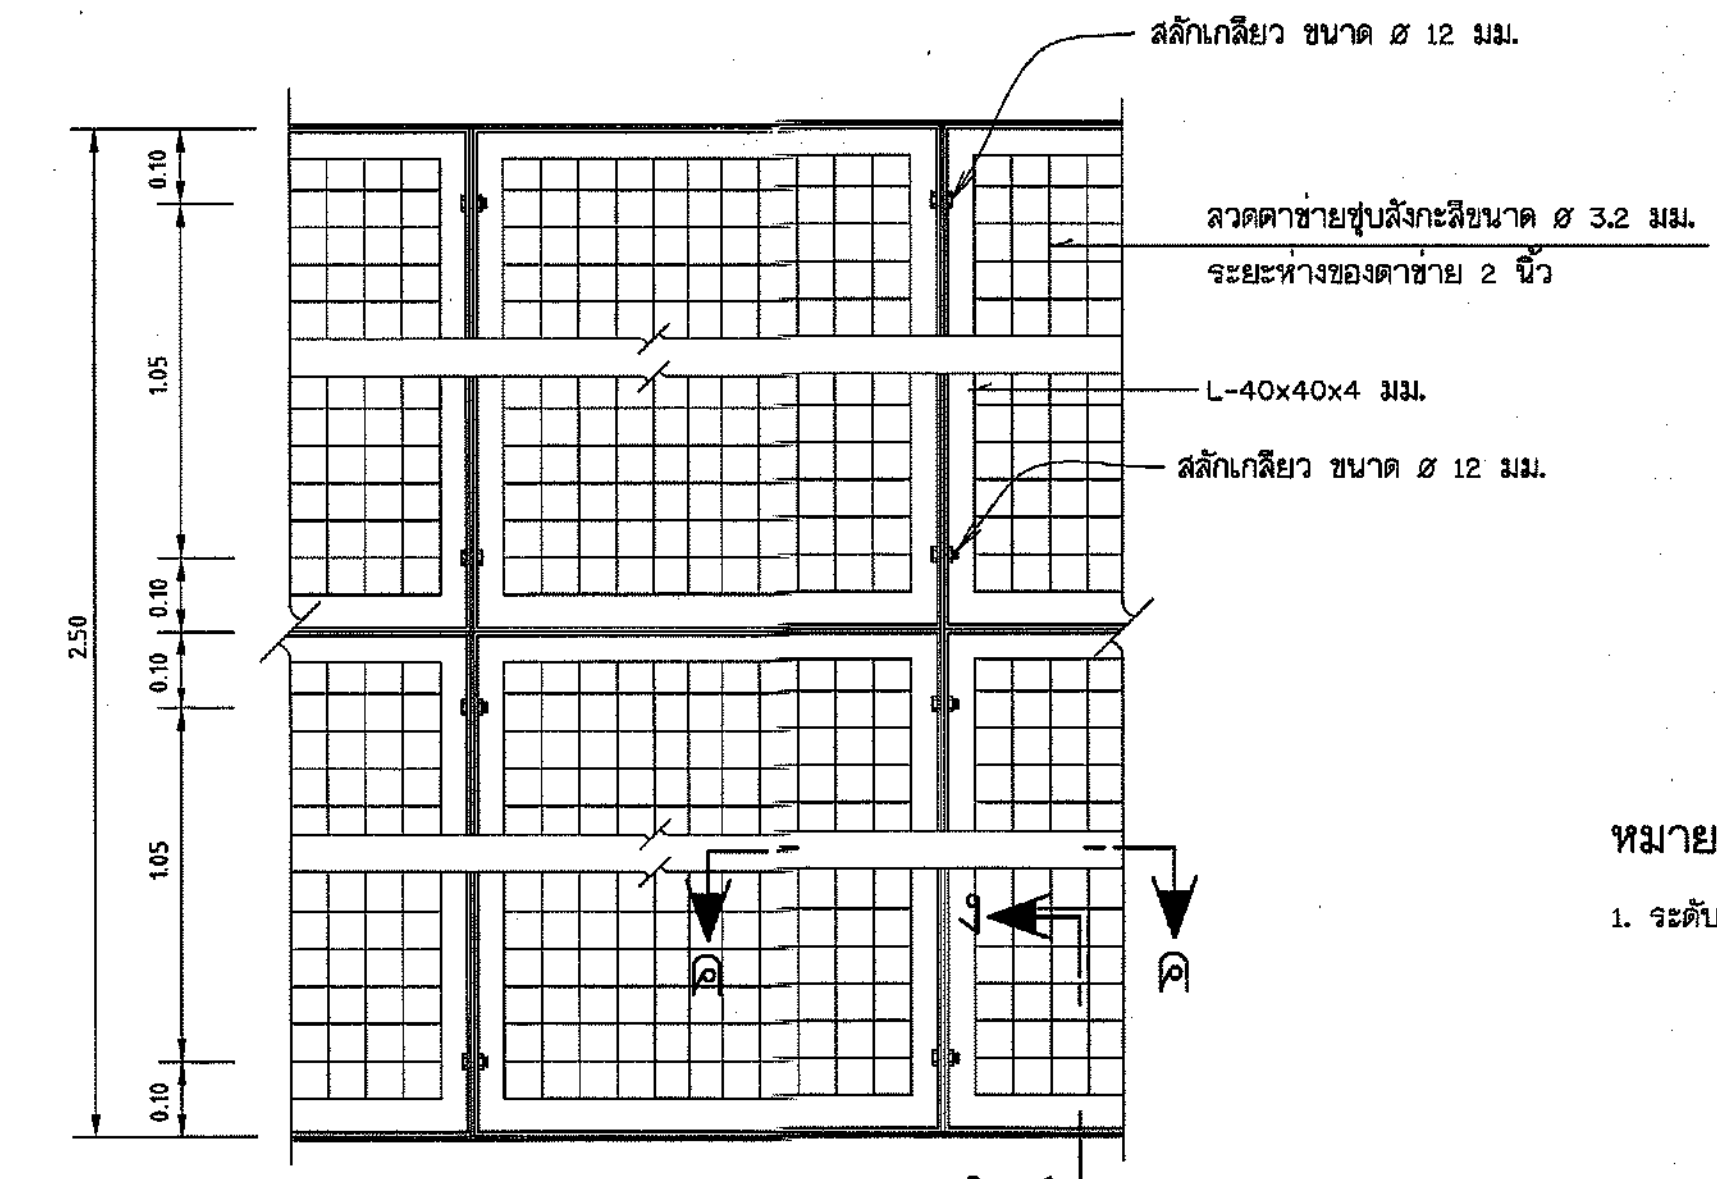 สลักเกลียว ขนาด ø 12 มม.
ลวดตาข่ายชุบสังกะสีขนาด ø 3.2 มม.
ระยะห่างของตาข่าย 2 นิ้ว
L-40x40x4 มม.
สลักเกลียว ขนาด ø 12 มม.
0.10
1.05
0.10
2.50
0.10
1.05
0.10
ค
ง
ค
หมาย
1. ระดับ